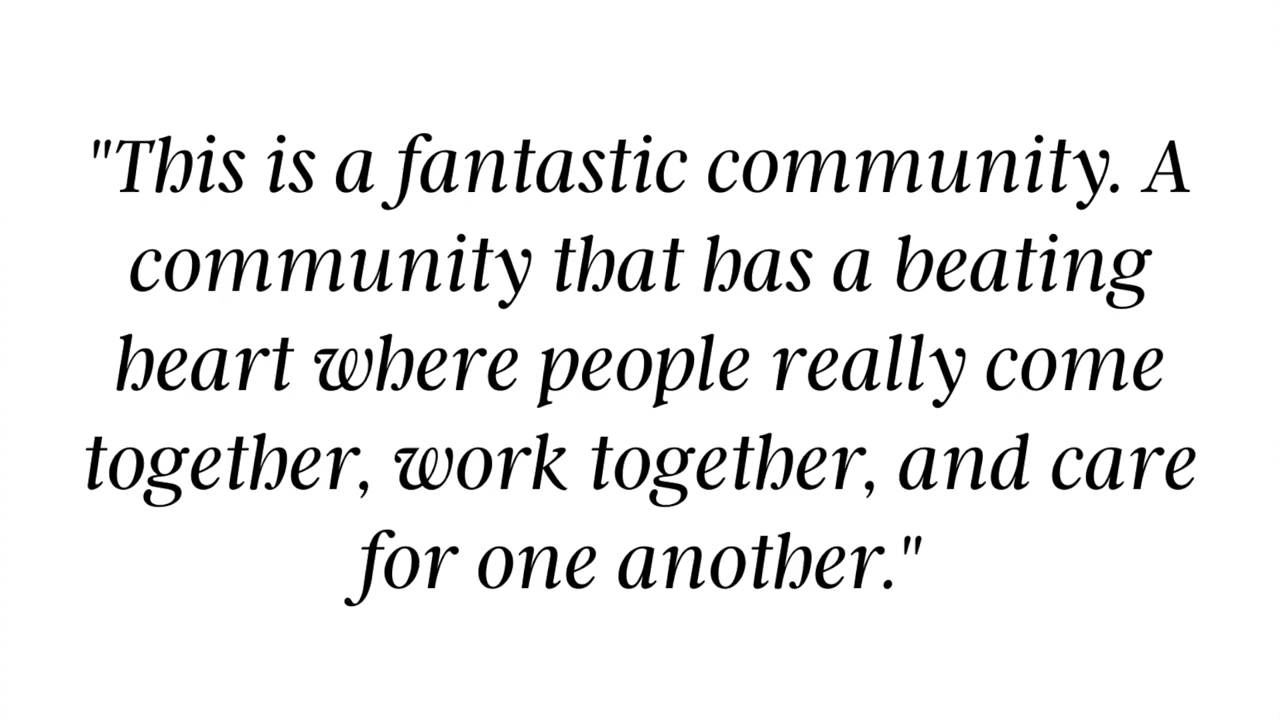 "This is a fantastic community. A
community that has a beating
heart where people really come
together, work together, and care
for one another."